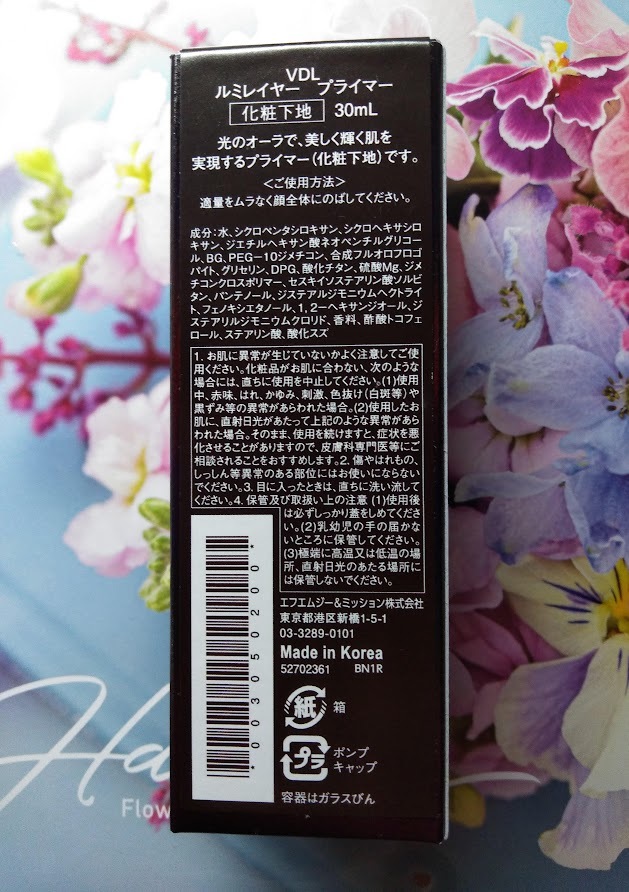 VDL
ルミレイヤー プライマー
化粧下地 30mL
光のオーラで、美しく輝く肌を
実現するプライマー(化粧下地)です。
<ご使用方法>
適量をムラなく顔全体にのばしてください。
成分:水、シクロペンタシロキサン、シクロヘキサシロ
キサン、ジエチルヘキサン酸ネオペンチルグリコー
ル、BG、PEG-10ジメチコン、合成フルオロフロゴ
パイト、グリセリン、DPG、酸化チタン、硫酸Mg、ジメ
チコンクロスポリマー、セスキイソステアリン酸ソルビ
タン、パンテノール、ジステアルジモニウムヘクトライ
ト、フェノキシエタノール、1,2-ヘキサンジオール、ジ
ステアリルジモニウムクロリド、香料、酢酸トコフェ
ロール、ステアリン酸、酸化スズ
1. お肌に異常が生じていないかよく注意してご使
用ください。化粧品がお肌に合わない、次のような
場合には、直ちに使用を中止してください。(1)使用
中、赤味、はれ、かゆみ、刺激、色抜け(白斑等)や
黒ずみ等の異常があらわれた場合。(2)使用したお
肌に、直射日光があたって上記のような異常があら
われた場合。そのまま、使用を続けますと、症状を悪
化させることがありますので、皮膚科専門医等にご
相談されることをおすすめします。2. 傷やはれもの、
しっしん等異常のある部位にはお使いにならない
でください。3. 目に入ったときは、直ちに洗い流して
ください。4. 保管及び取扱い上の注意 (1)使用後
は必ずしっかり蓋をしめてくださ
い。(2)乳幼児の手の届かな
いところに保管してください。
(3)極端に高温又は低温の場
所、直射日光のあたる場所に
は保管しないでください。
エフエムジー&ミッション株式会社
東京都港区新橋1-5-1
03-3289-0101
Made in Korea
52702361 BN1R
*00305020 0*
紙 箱
プラ ポンプ
キャップ
容器はガラスびん
Ha
Flow